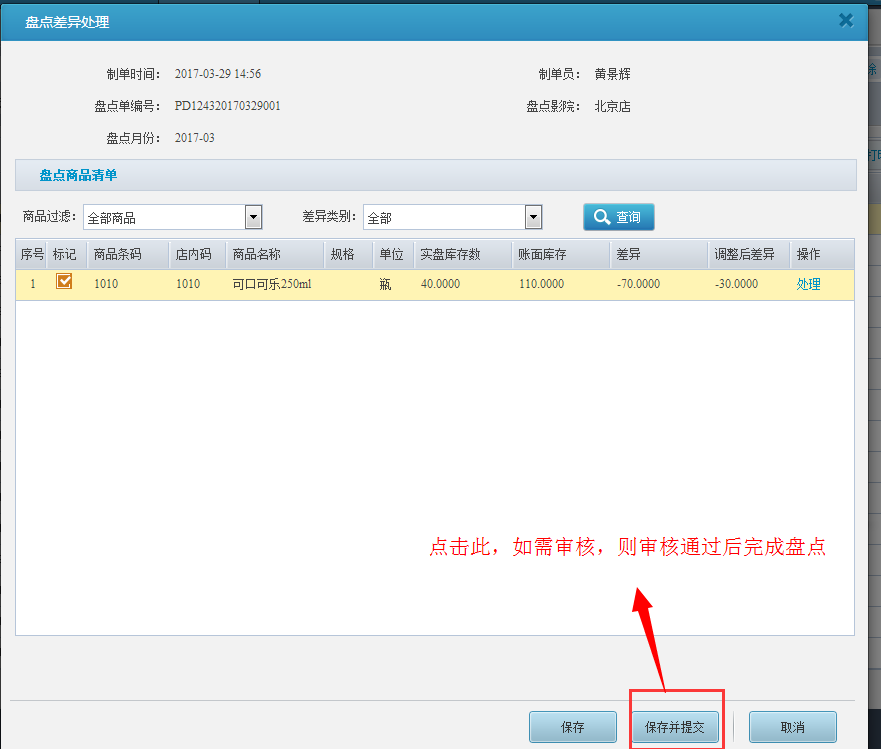 盘点差异处理
制单时间： 2017-03-29 14:56 制单员： 黄景辉
盘点单编号： PD124320170329001 盘点影院： 北京店
盘点月份： 2017-03
盘点商品清单
商品过滤： 全部商品 差异类别： 全部 查询
序号 标记 商品条码 店内码 商品名称 规格 单位 实盘库存数 账面库存 差异 调整后差异 操作
1 1010 1010 可口可乐250ml 瓶 40.0000 110.0000 -70.0000 -30.0000 处理
点击此，如需审核，则审核通过后完成盘点
保存 保存并提交 取消